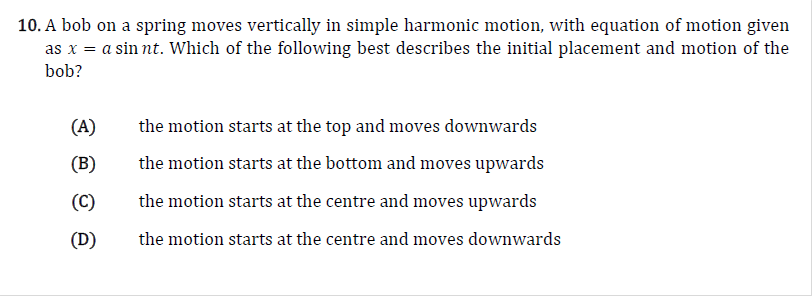 10. A bob on a spring moves vertically in simple harmonic motion, with equation of motion given
as x = a sin nt. Which of the following best describes the initial placement and motion of the
bob?
(A) the motion starts at the top and moves downwards
(B) the motion starts at the bottom and moves upwards
(C) the motion starts at the centre and moves upwards
(D) the motion starts at the centre and moves downwards